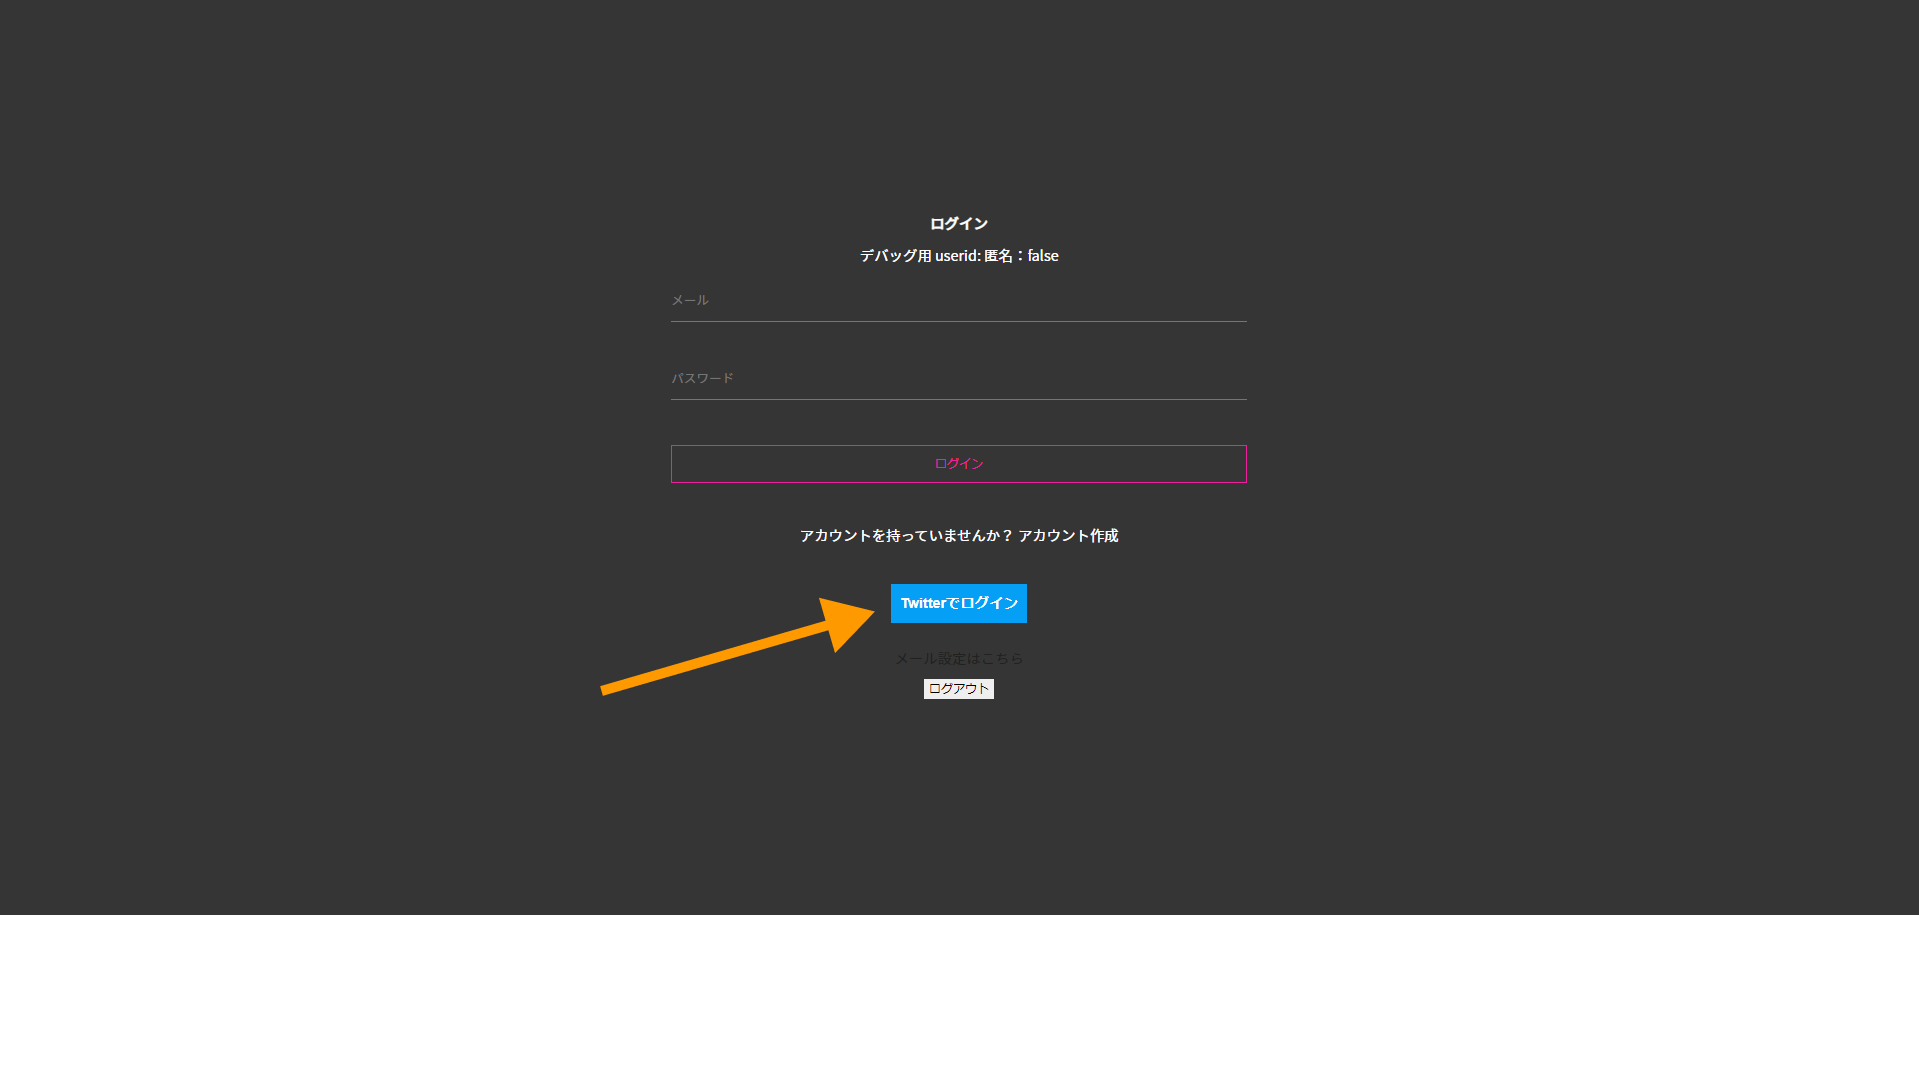 ログイン
デバッグ用 userid: 匿名：false
メール
パスワード
ログイン
アカウントを持っていませんか？ アカウント作成
Twitterでログイン
メール設定はこちら
ログアウト